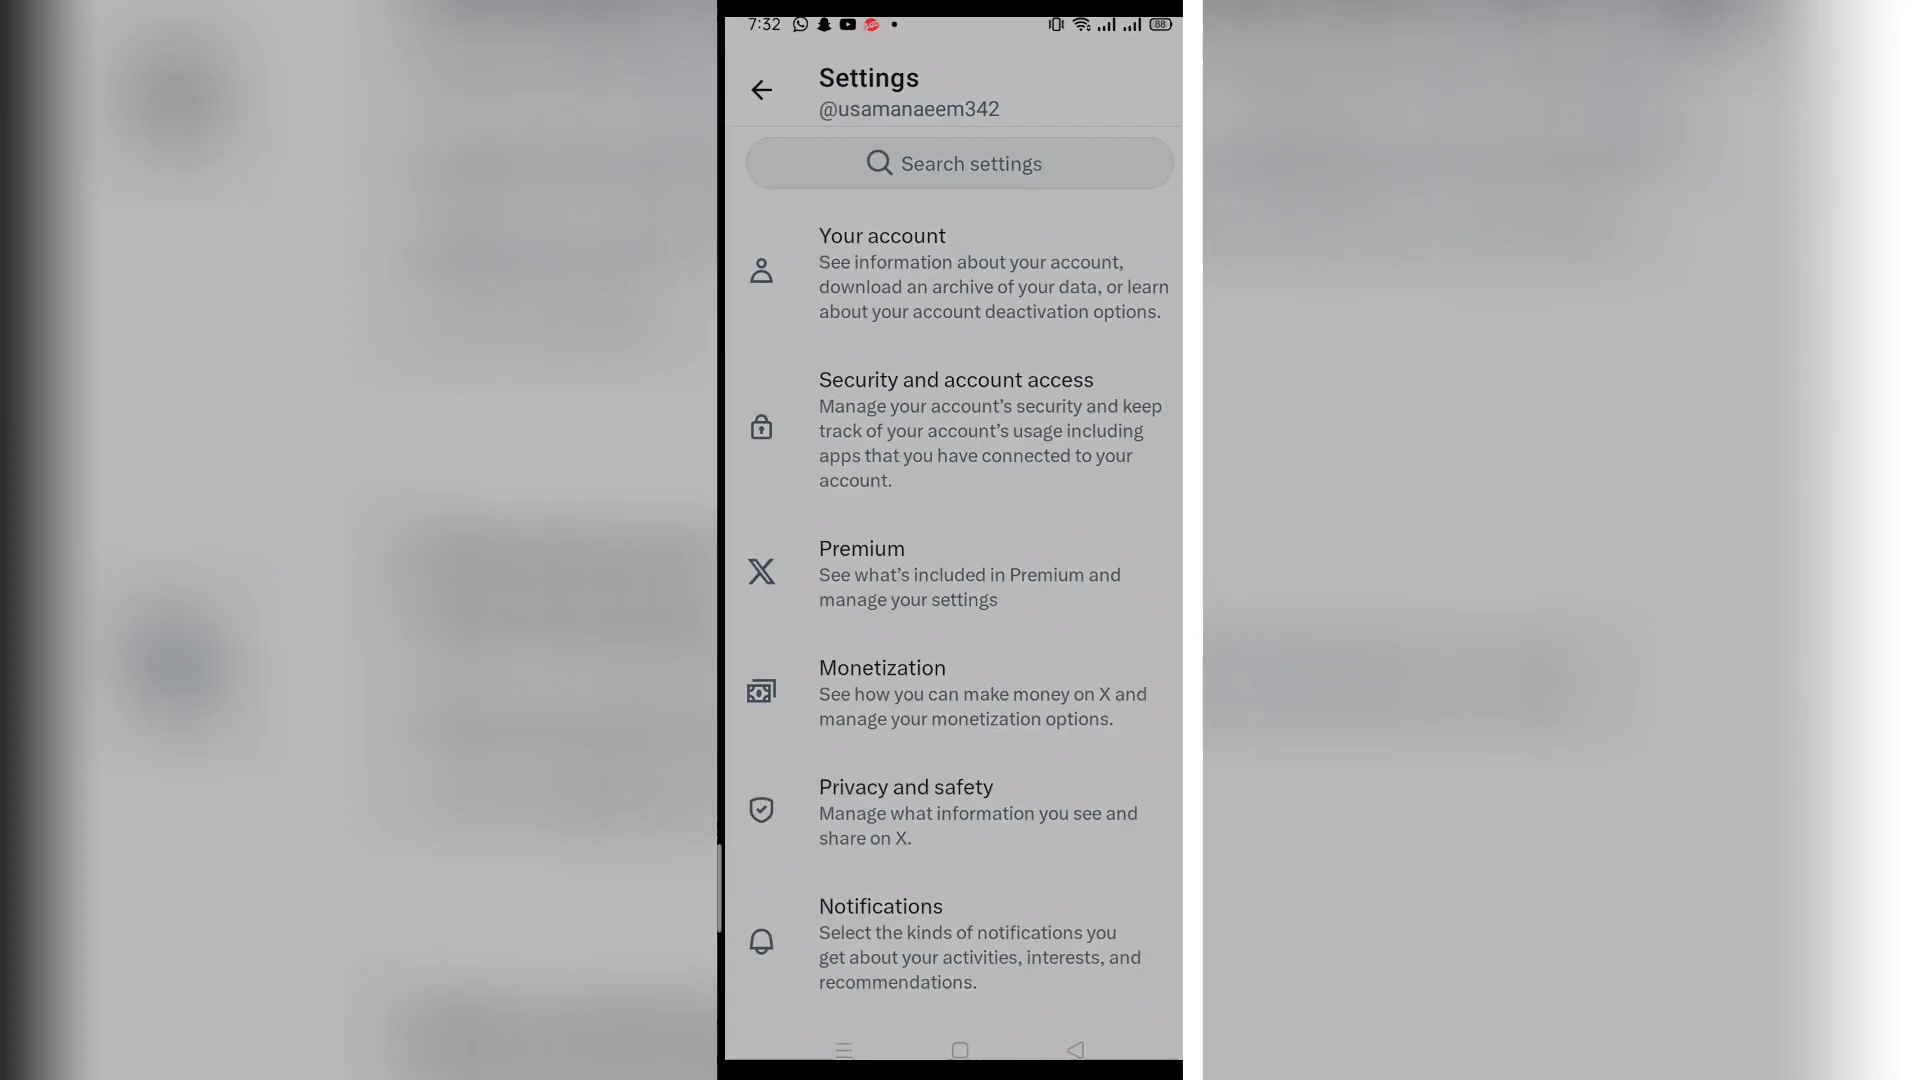 7:32
88
Settings
@usamanaeem342
Search settings
Your account
See information about your account,
download an archive of your data, or learn
about your account deactivation options.
Security and account access
Manage your account’s security and keep
track of your account’s usage including
apps that you have connected to your
account.
Premium
See what’s included in Premium and
manage your settings
Monetization
See how you can make money on X and
manage your monetization options.
Privacy and safety
Manage what information you see and
share on X.
Notifications
Select the kinds of notifications you
get about your activities, interests, and
recommendations.